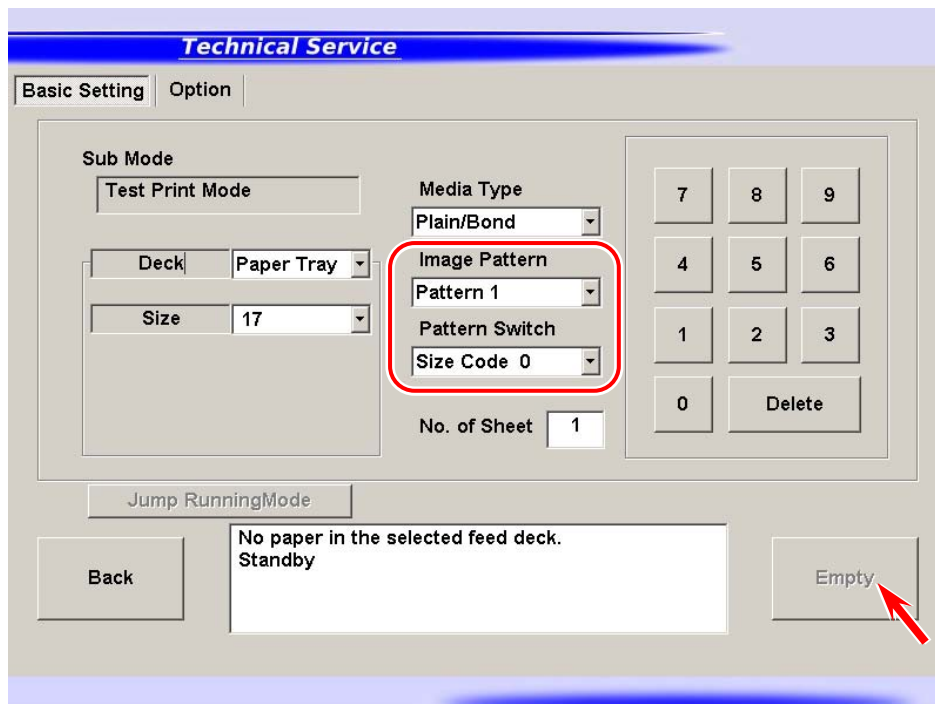 Technical Service
Basic Setting Option
Sub Mode
Test Print Mode
Deck Paper Tray
Size 17
Media Type
Plain/Bond
Image Pattern
Pattern 1
Pattern Switch
Size Code 0
No. of Sheet 1
7 8 9
4 5 6
1 2 3
0 Delete
Jump RunningMode
No paper in the selected feed deck.
Standby
Back
Empty